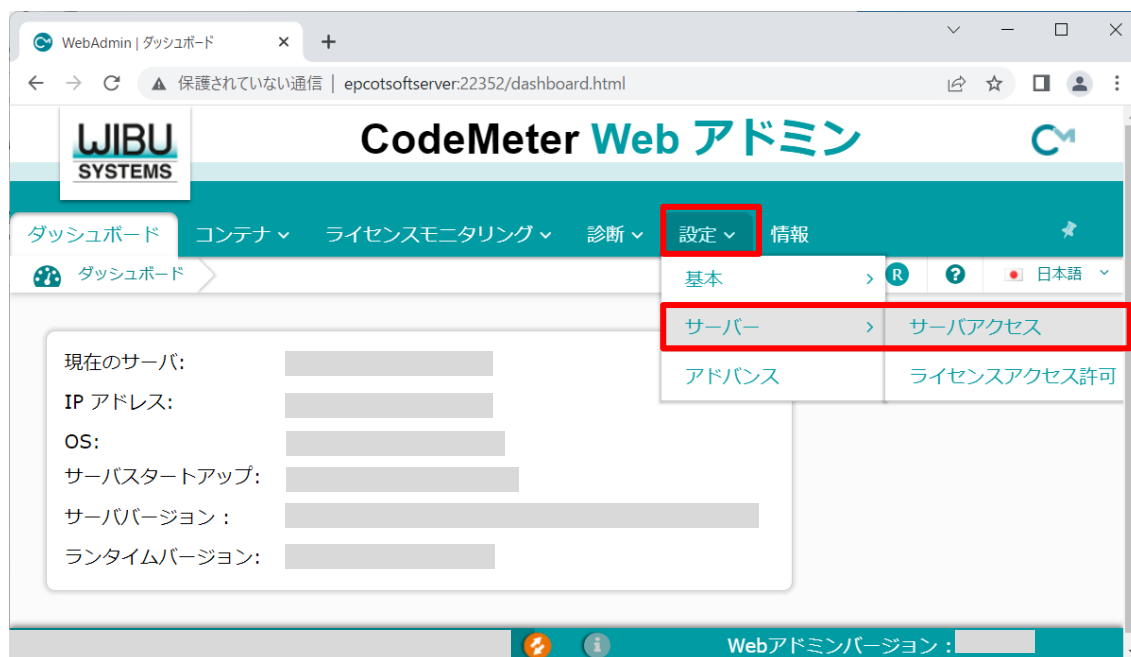 WebAdmin | ダッシュボード
保護されていない通信 | epcotsoftserver:22352/dashboard.html
WIBU
SYSTEMS
CodeMeter Web アドミン
CM
ダッシュボード コンテナ ライセンスモニタリング 診断 設定 情報
ダッシュボード
基本
R
?
日本語
サーバー
サーバアクセス
アドバンス
ライセンスアクセス許可
現在のサーバ:
IP アドレス:
OS:
サーバスタートアップ:
サーババージョン :
ランタイムバージョン:
Webアドミンバージョン :